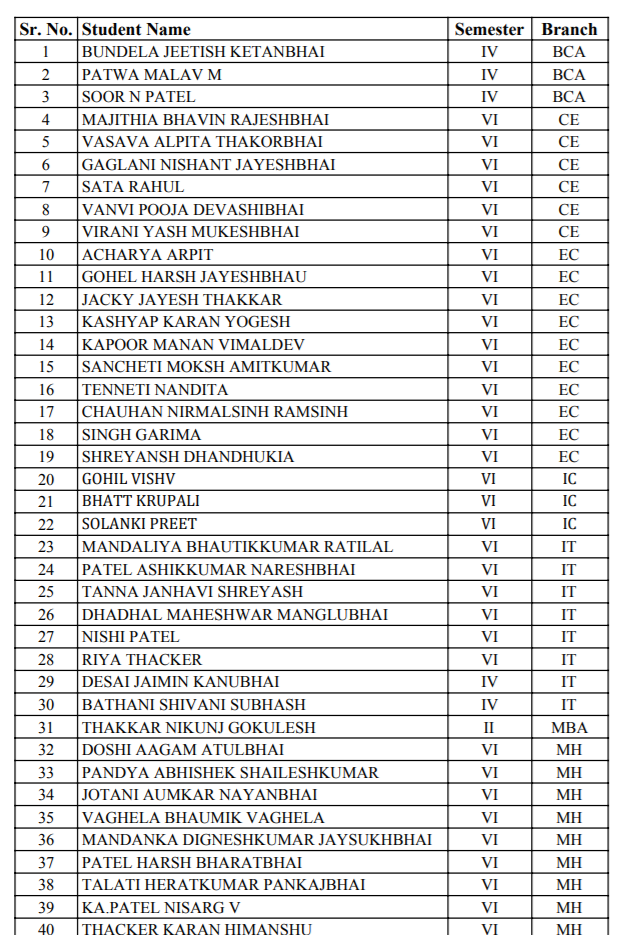 Sr. No. Student Name Semester Branch
1 BUNDELA JEETISH KETANBHAI IV BCA
2 PATWA MALAV M IV BCA
3 SOOR N PATEL IV BCA
4 MAJITHIA BHAVIN RAJESHBHAI VI CE
5 VASAVA ALPITA THAKORBHAI VI CE
6 GAGLANI NISHANT JAYESHBHAI VI CE
7 SATA RAHUL VI CE
8 VANVI POOJA DEVASHIBHAI VI CE
9 VIRANI YASH MUKESHBHAI VI CE
10 ACHARYA ARPIT VI EC
11 GOHEL HARSH JAYESHBHAU VI EC
12 JACKY JAYESH THAKKAR VI EC
13 KASHYAP KARAN YOGESH VI EC
14 KAPOOR MANAN VIMALDEV VI EC
15 SANCHETI MOKSH AMITKUMAR VI EC
16 TENNETI NANDITA VI EC
17 CHAUHAN NIRMALSINH RAMSINH VI EC
18 SINGH GARIMA VI EC
19 SHREYANSH DHANDHUKIA VI EC
20 GOHIL VISHV VI IC
21 BHATT KRUPALI VI IC
22 SOLANKI PREET VI IC
23 MANDALIYA BHAUTIKKUMAR RATILAL VI IT
24 PATEL ASHIKKUMAR NARESHBHAI VI IT
25 TANNA JANHAVI SHREYASH VI IT
26 DHADHAL MAHESHWAR MANGLUBHAI VI IT
27 NISHI PATEL VI IT
28 RIYA THACKER VI IT
29 DESAI JAIMIN KANUBHAI IV IT
30 BATHANI SHIVANI SUBHASH IV IT
31 THAKKAR NIKUNJ GOKULESH II MBA
32 DOSHI AAGAM ATULBHAI VI MH
33 PANDYA ABHISHEK SHAILESHKUMAR VI MH
34 JOTANI AUMKAR NAYANBHAI VI MH
35 VAGHELA BHAUMIK VAGHELA VI MH
36 MANDANKA DIGNESHKUMAR JAYSUKHBHAI VI MH
37 PATEL HARSH BHARATBHAI VI MH
38 TALATI HERATKUMAR PANKAJBHAI VI MH
39 KA.PATEL NISARG V VI MH
40 THACKER KARAN HIMANSHU VI MH